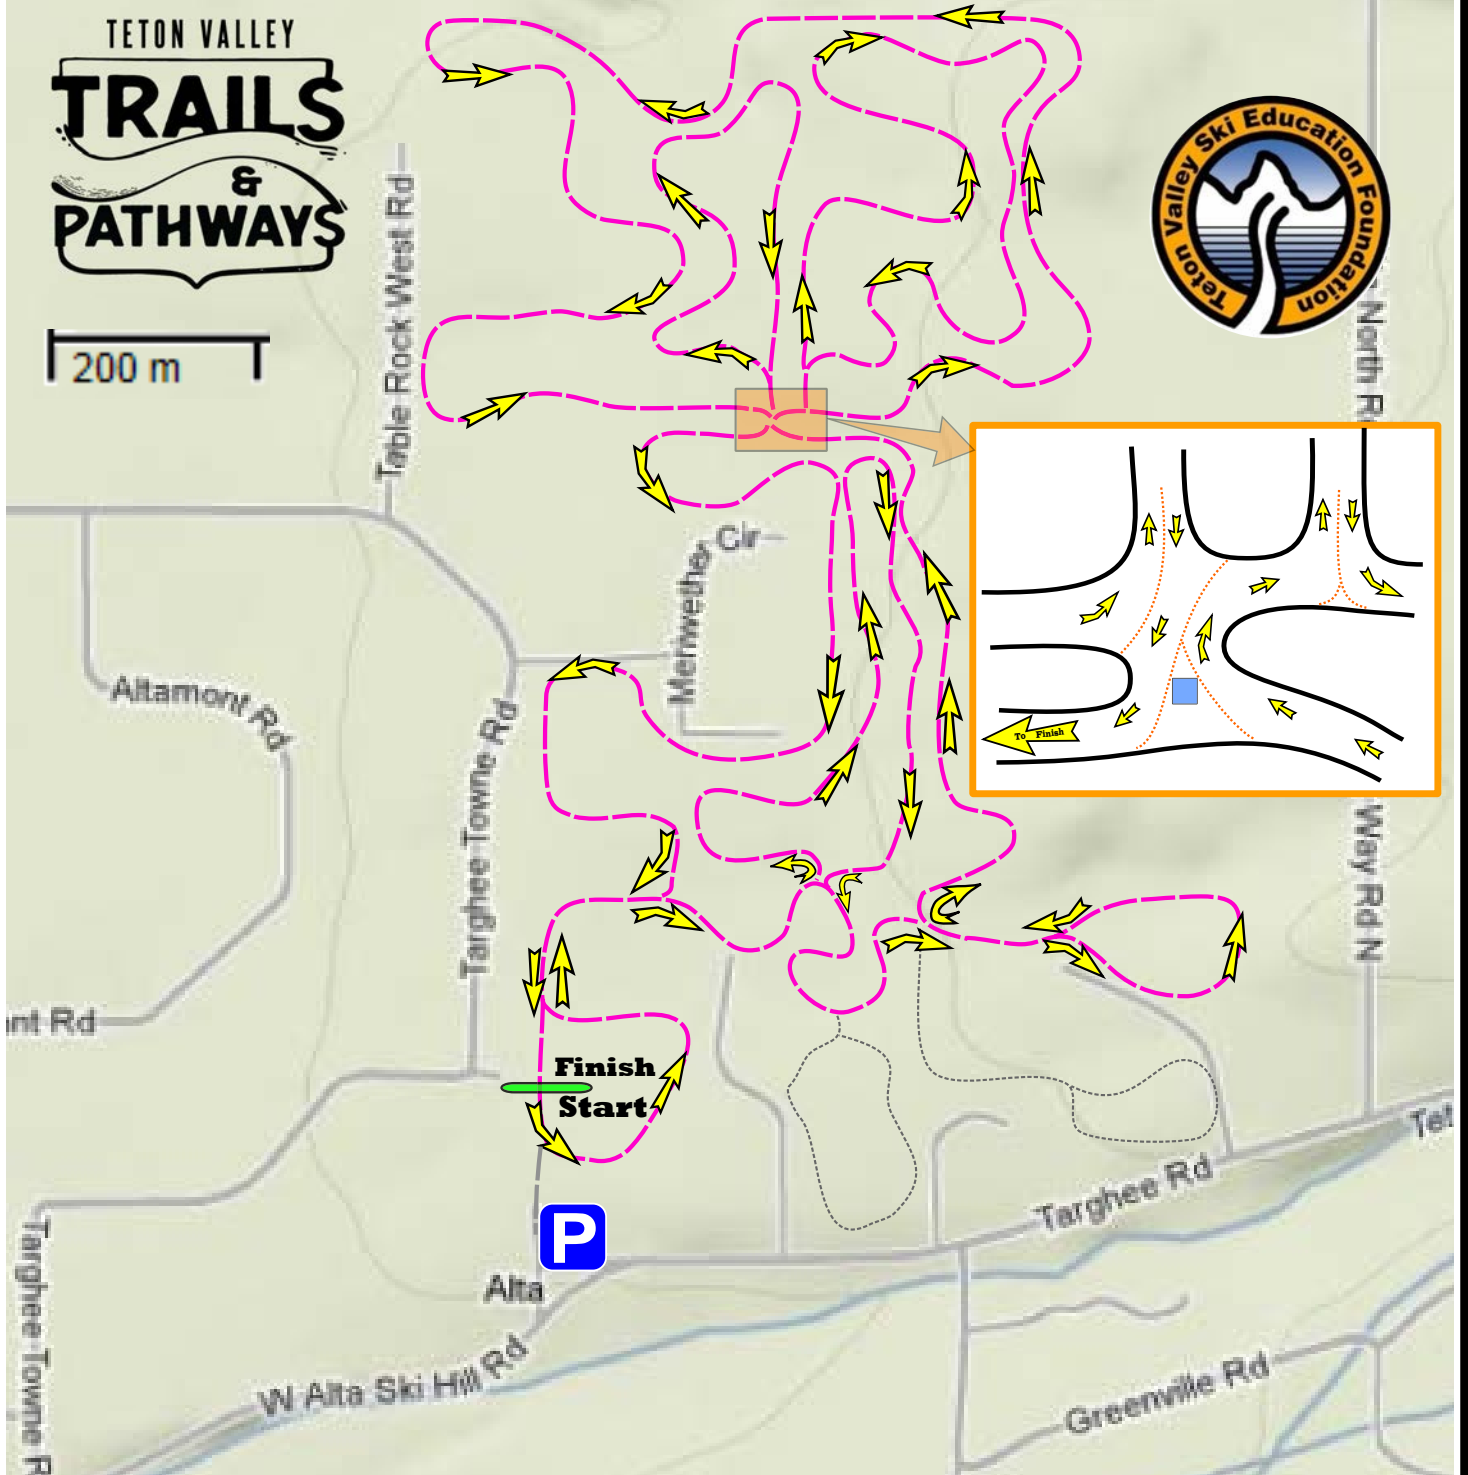 TETON VALLEY
TRAILS
&
PATHWAYS
200 m
Teton Valley Ski Education Foundation
Table Rock West Rd
North R
Cir
Meriwether
Altamont Rd
Targhee Towne Rd
To Finish
Way Rd N
nt Rd
Finish
Start
P
Alta
Targhee Rd
Tet
W Alta Ski Hill Rd
Greenville Rd
Targhee Towne R